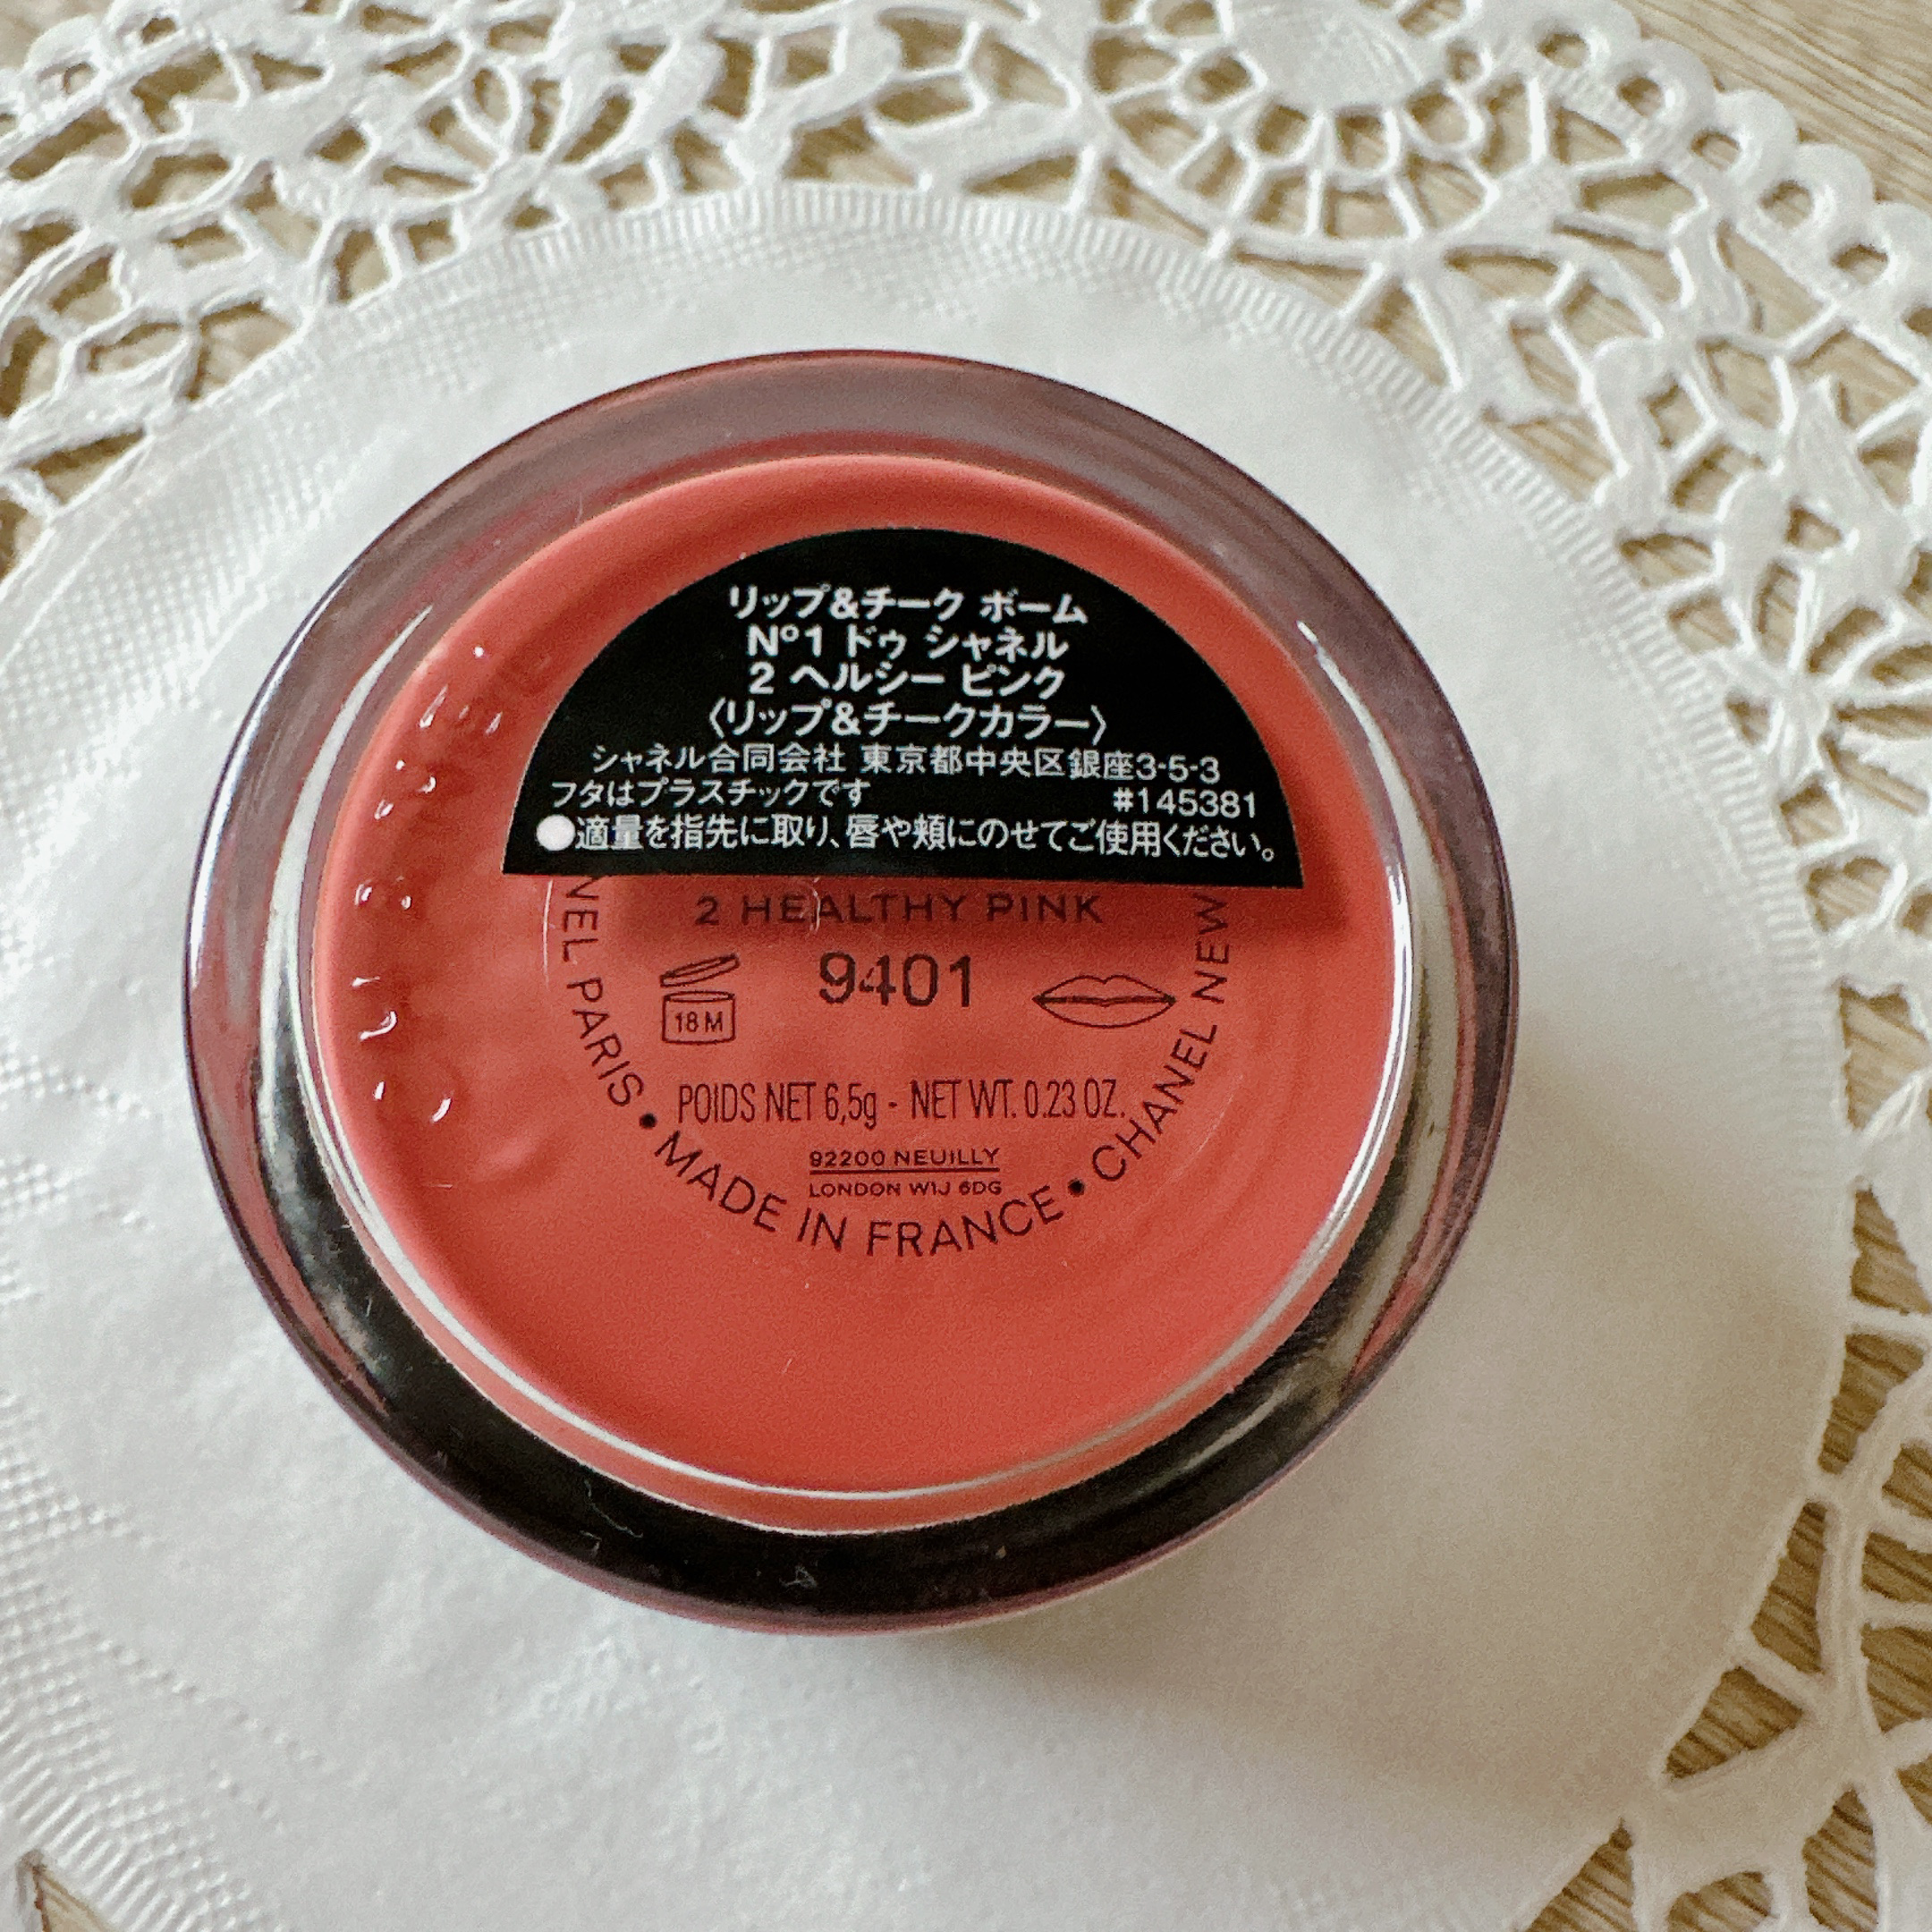 リップ&チーク ボーム
N°1 ドゥ シャネル
2 ヘルシー ピンク
〈リップ&チークカラー〉
シャネル合同会社 東京都中央区銀座3-5-3
フタはプラスチックです #145381
●適量を指先に取り、唇や頬にのせてご使用ください。
2 HEALTHY PINK
9401
18 M
POIDS NET 6,5g - NET WT. 0.23 OZ.
92200 NEUILLY
LONDON W1J 6DG
NEL PARIS • MADE IN FRANCE • CHANEL NEW